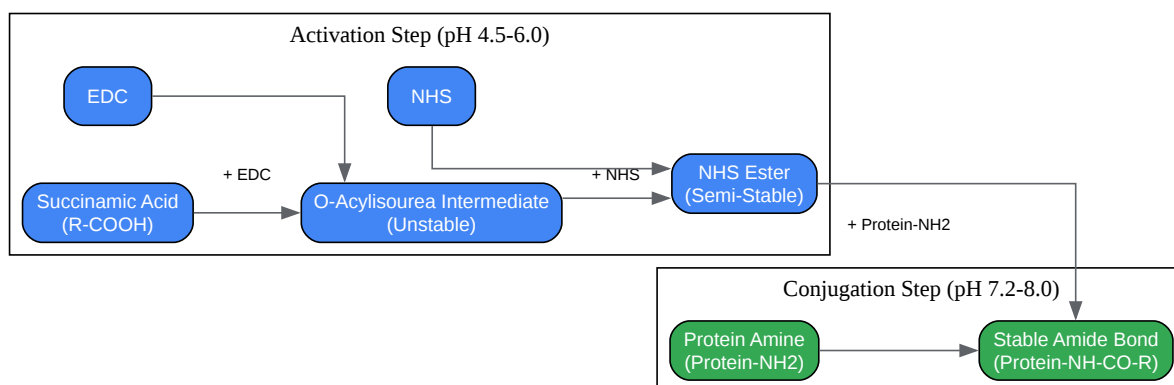 Activation Step (pH 4.5-6.0)
EDC
NHS
+ EDC
+ NHS
Succinamic Acid
(R-COOH)
O-Acylisourea Intermediate
(Unstable)
NHS Ester
(Semi-Stable)
+ Protein-NH2
Conjugation Step (pH 7.2-8.0)
Protein Amine
(Protein-NH2)
Stable Amide Bond
(Protein-NH-CO-R)